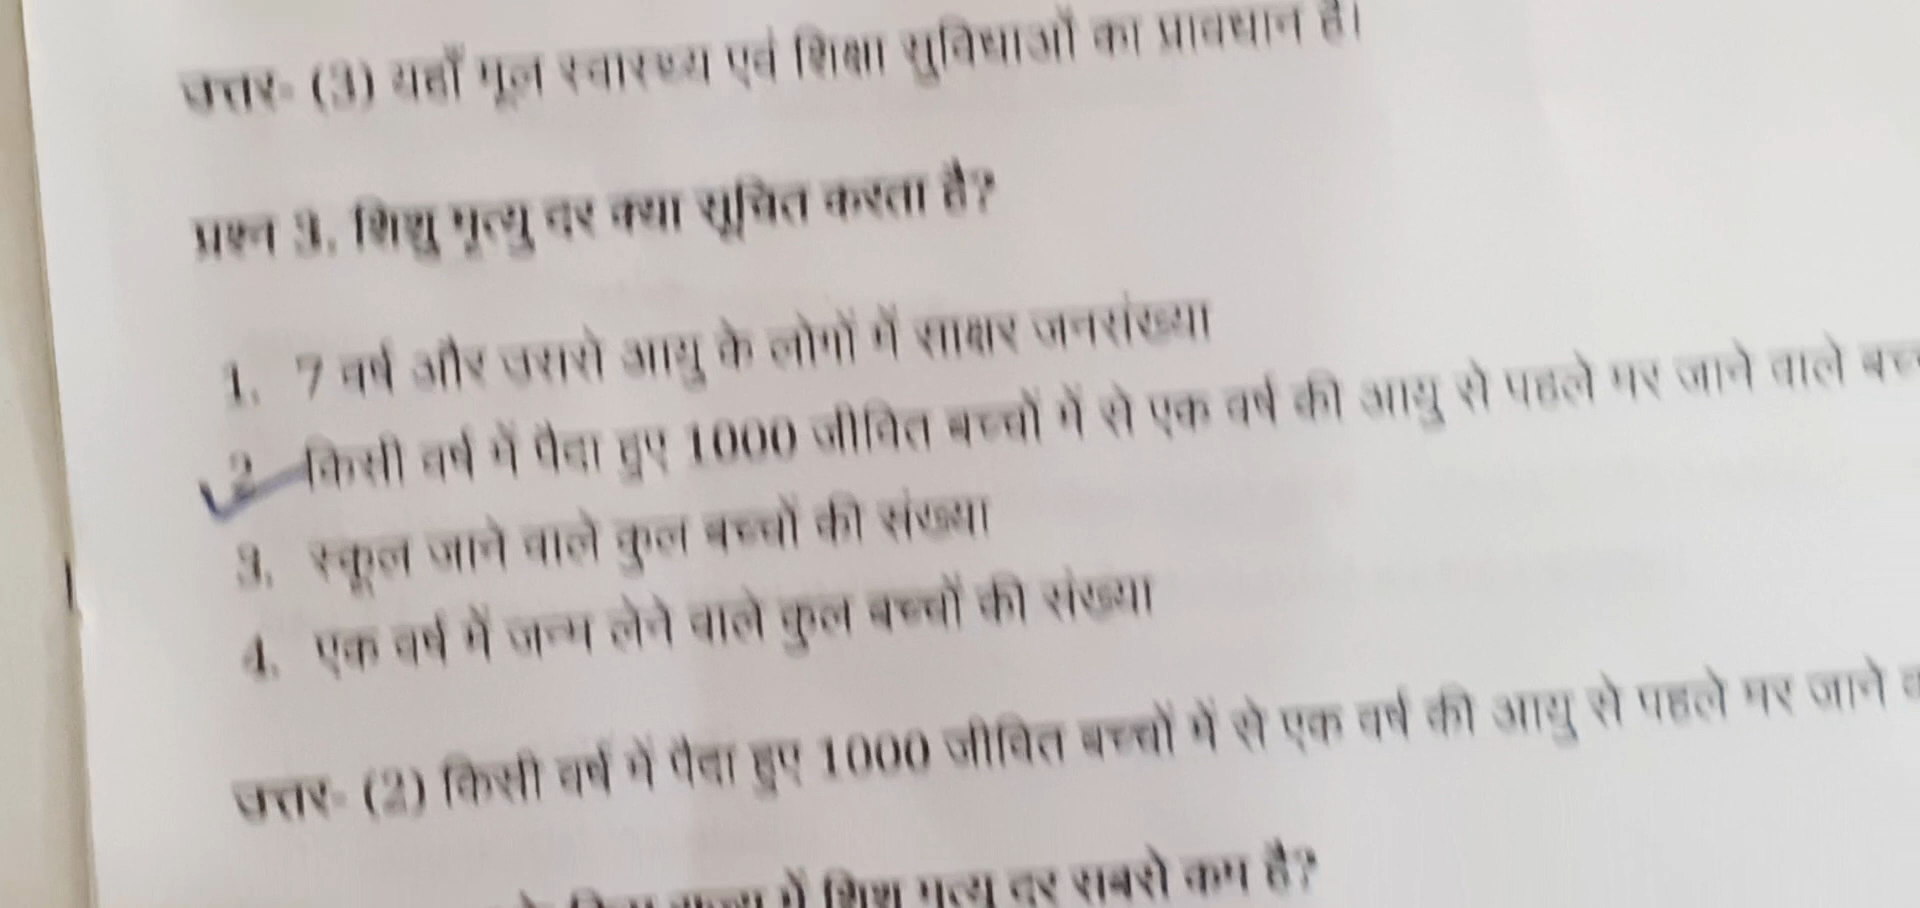 उत्तर- (3) यहाँ मूल स्वास्थ्य एवं शिक्षा सुविधाओं का प्रावधान है।
प्रश्न 3. शिशु मृत्यु दर क्या सूचित करता है?
1. 7 वर्ष और उससे आयु के लोगों में साक्षर जनसंख्या
2 किसी वर्ष में पैदा हुए 1000 जीवित बच्चों में से एक वर्ष की आयु से पहले मर जाने वाले
3. स्कूल जाने वाले कुल बच्चों की संख्या
4. एक वर्ष में जन्म लेने वाले कुल बच्चों की संख्या
उत्तर- (2) किसी वर्ष में पैदा हुए 1000 जीवित बच्चों में से एक वर्ष की आयु से पहले मर जाने
में शिशु मृत्यु दर सबसे कम है?